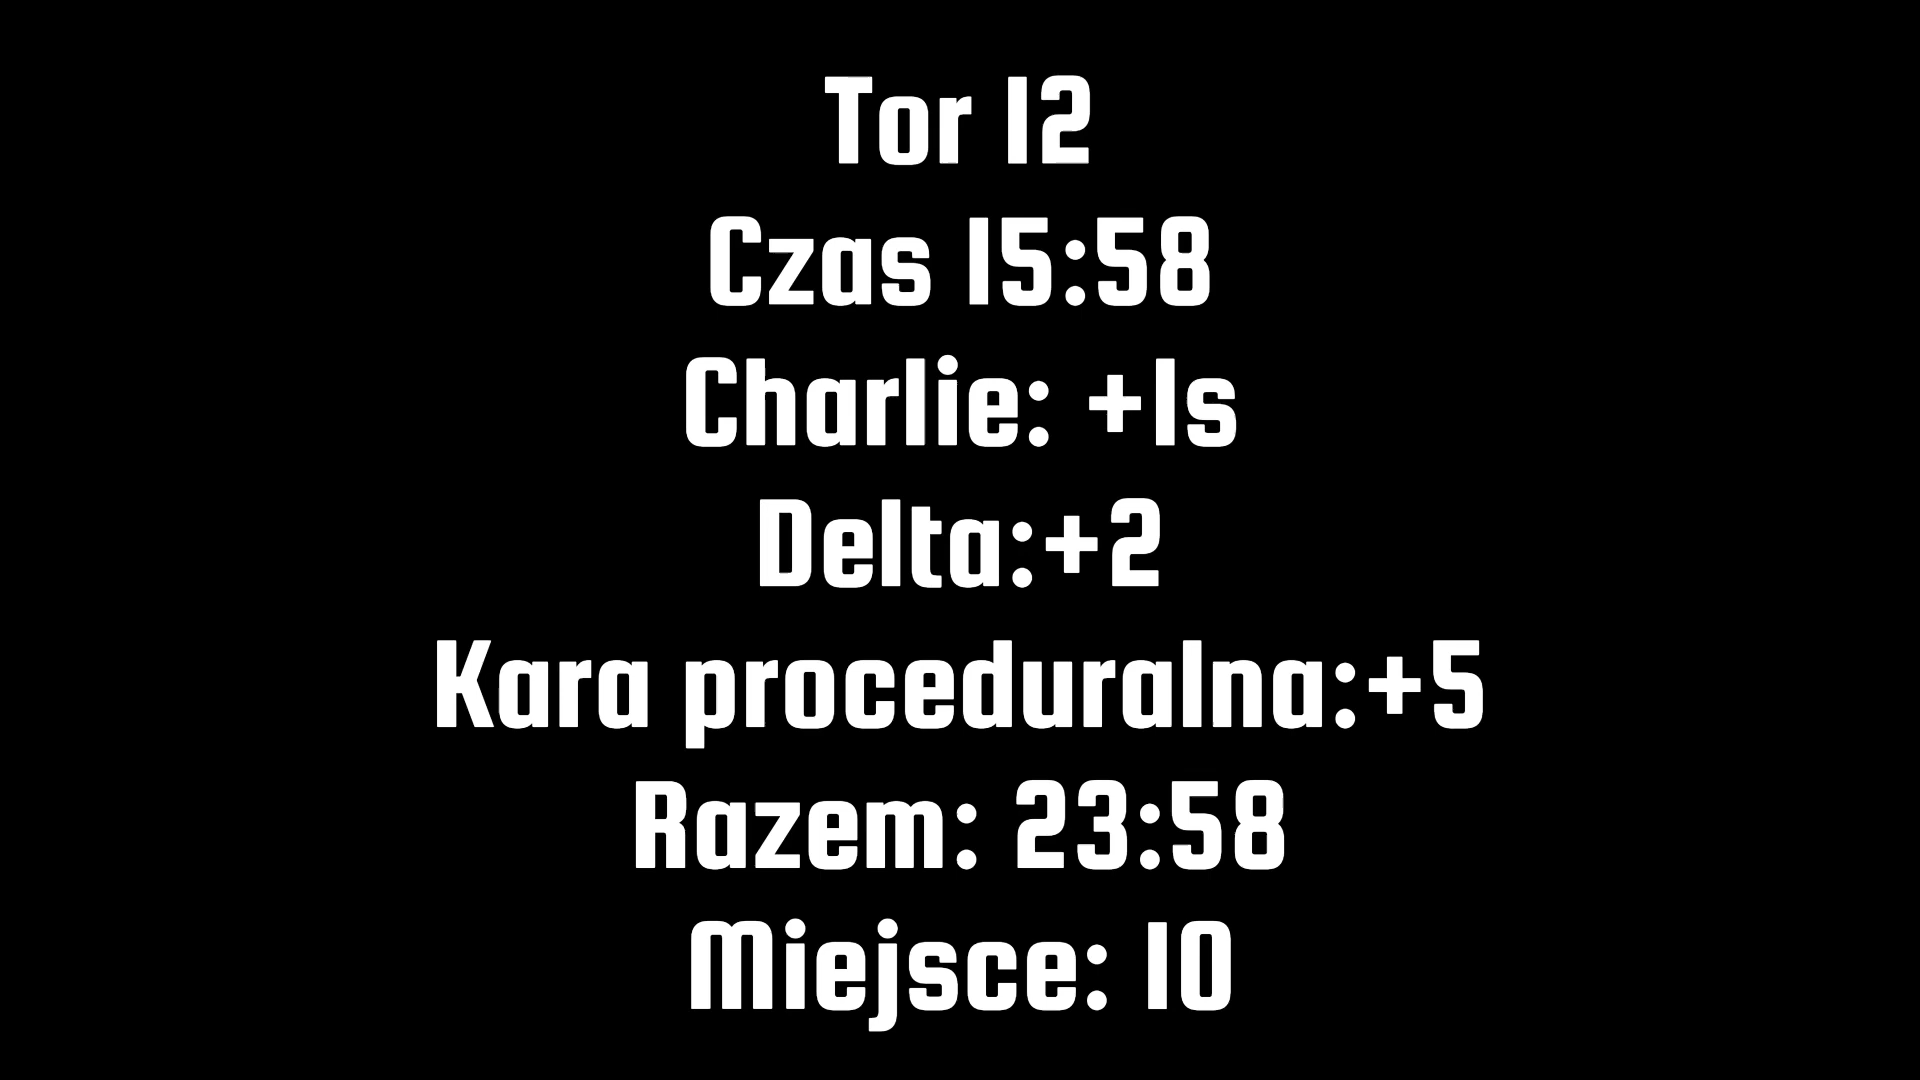 Tor 12
Czas 15:58
Charlie: +1s
Delta:+2
Kara proceduralna:+5
Razem: 23:58
Miejsce: 10